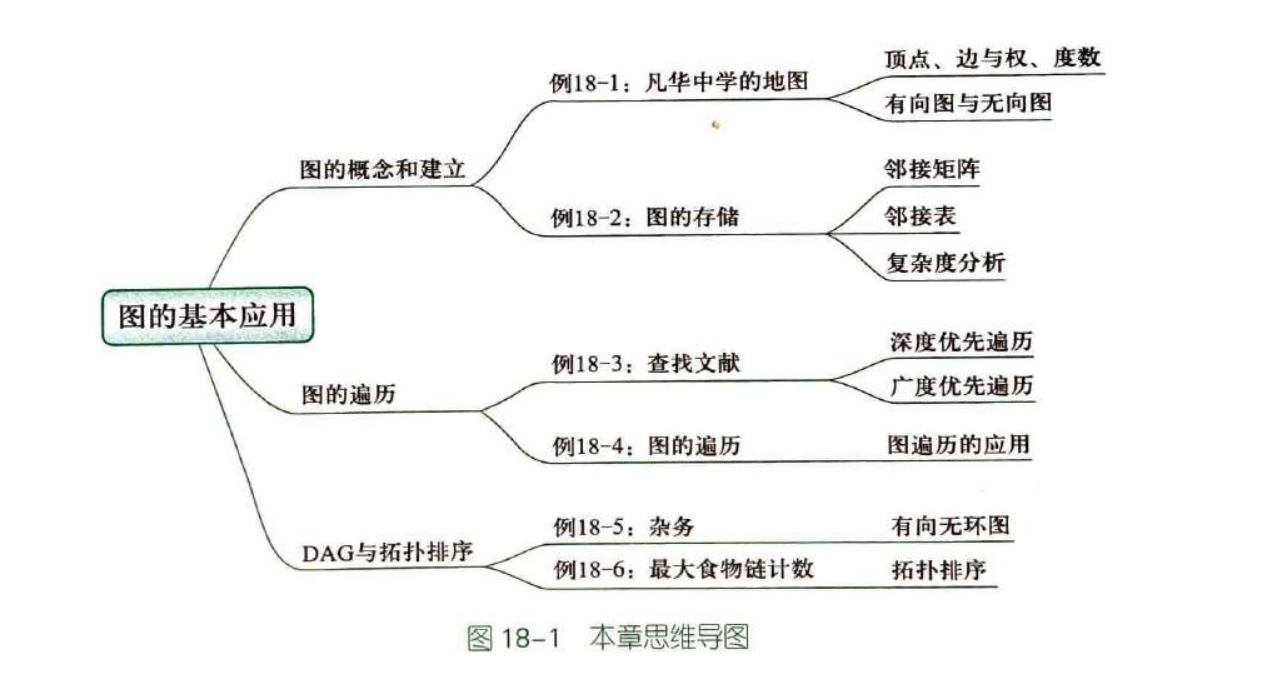 图的基本应用
图的概念和建立
例18-1：凡华中学的地图
顶点、边与权、度数
有向图与无向图
例18-2：图的存储
邻接矩阵
邻接表
复杂度分析
图的遍历
例18-3：查找文献
深度优先遍历
广度优先遍历
例18-4：图的遍历
图遍历的应用
DAG与拓扑排序
例18-5：杂务
有向无环图
例18-6：最大食物链计数
拓扑排序
图 18-1 本章思维导图